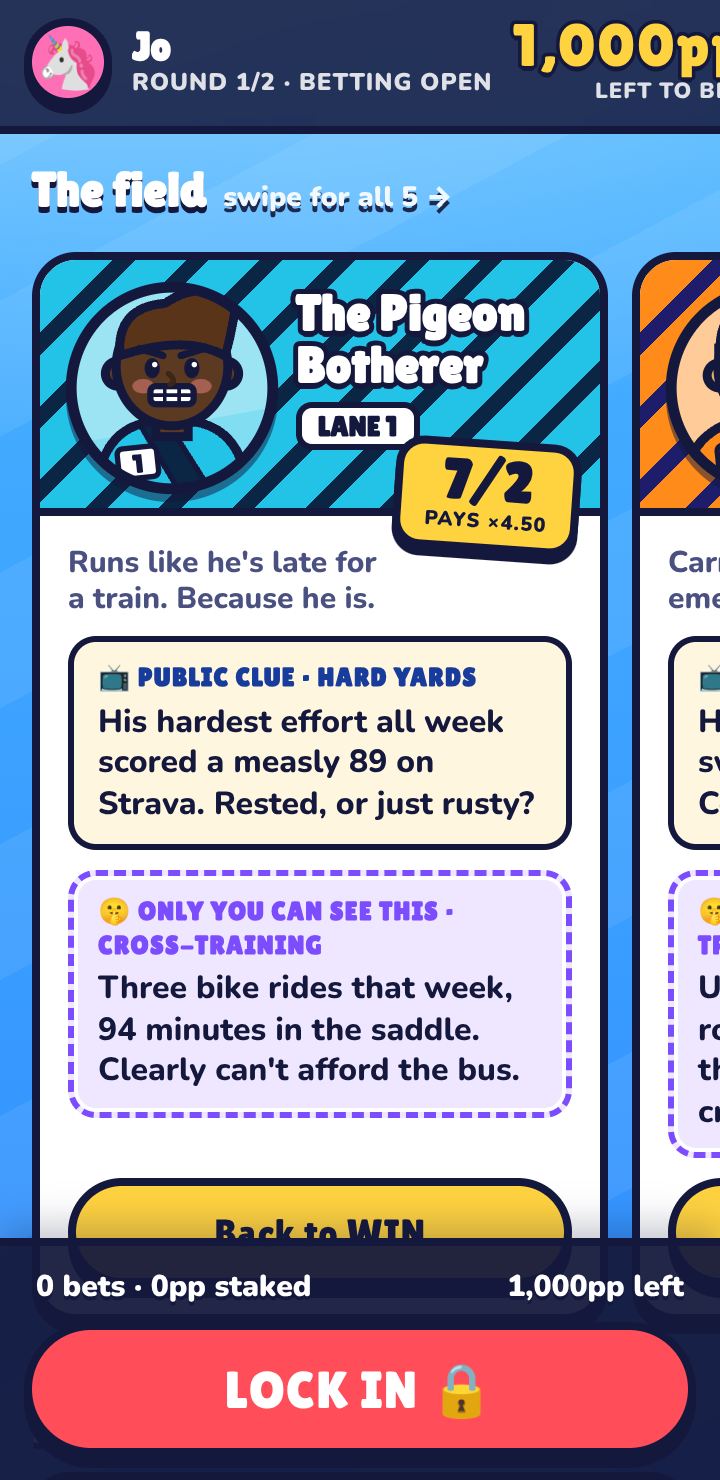 Jo
ROUND 1/2 · BETTING OPEN
1,000pp
LEFT TO
The field swipe for all 5 →
The Pigeon
Botherer
LANE 1
1
7/2
PAYS ×4.50
Runs like he's late for
a train. Because he is.
📺 PUBLIC CLUE · HARD YARDS
His hardest effort all week
scored a measly 89 on
Strava. Rested, or just rusty?
🤫 ONLY YOU CAN SEE THIS ·
CROSS-TRAINING
Three bike rides that week,
94 minutes in the saddle.
Clearly can't afford the bus.
Back to WIN
0 bets · 0pp staked
1,000pp left
LOCK IN 🔒